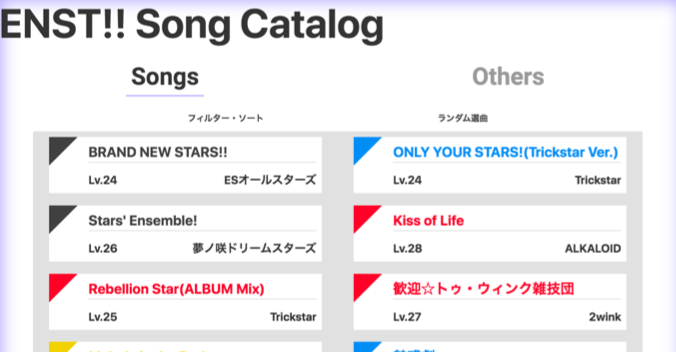 ENST!! Song Catalog
Songs
Others
フィルター・ソート
ランダム選曲
BRAND NEW STARS!!
Lv.24
ESオールスターズ
ONLY YOUR STARS!(Trickstar Ver.)
Lv.24
Trickstar
Stars' Ensemble!
Lv.26
夢ノ咲ドリームスターズ
Kiss of Life
Lv.28
ALKALOID
Rebellion Star(ALBUM Mix)
Lv.25
Trickstar
歓迎☆トゥ・ウィンク雑技団
Lv.27
2wink